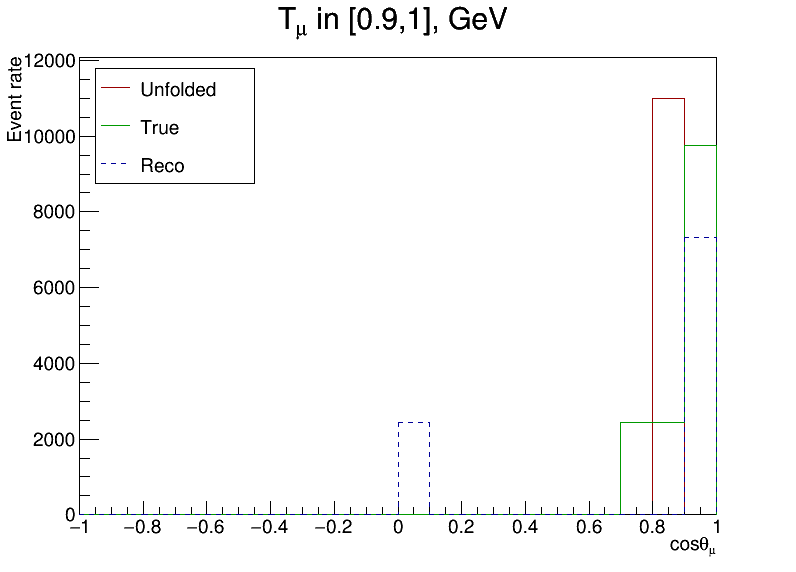 Tμ in [0.9,1], GeV
Event rate
Unfolded
True
Reco
12000
10000
8000
6000
4000
2000
0
−1 −0.8 −0.6 −0.4 −0.2 0 0.2 0.4 0.6 0.8 1
cosθμ